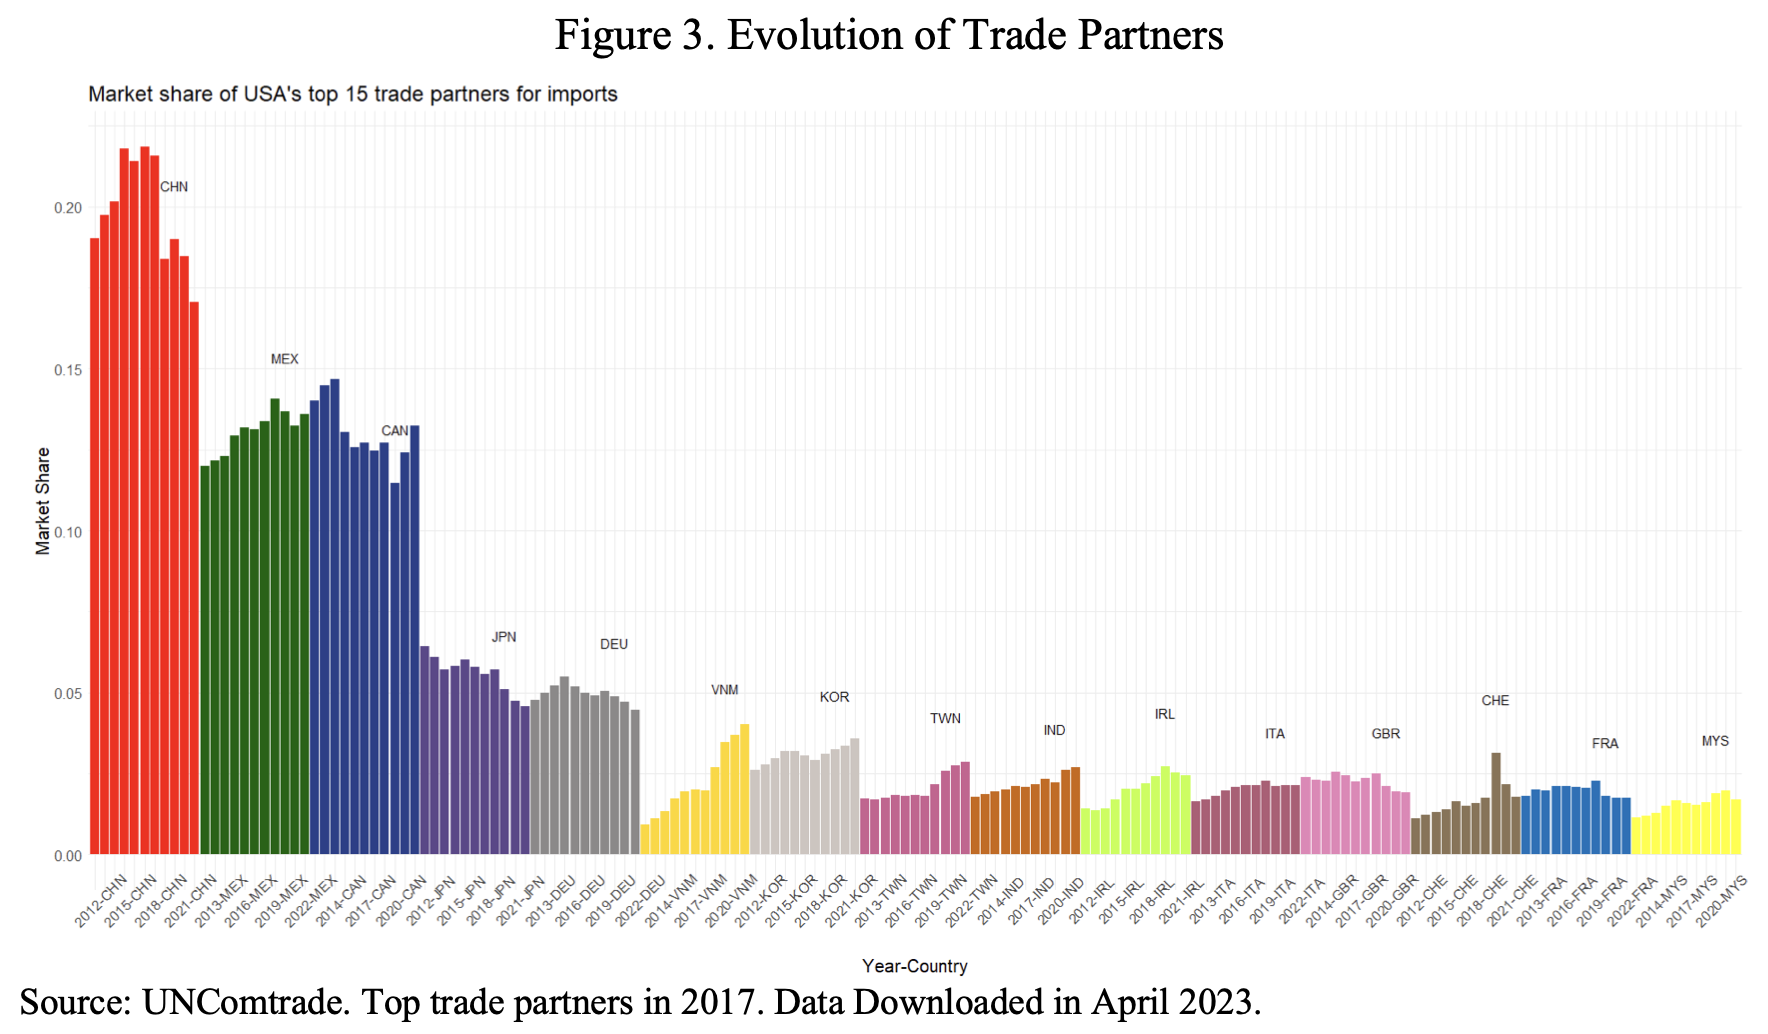 Figure 3. Evolution of Trade Partners
Market share of USA's top 15 trade partners for imports
CHN
0.20
MEX
0.15
CAN
Market Share
0.10
JPN
DEU
0.05
VNM
KOR
TWN
IND
IRL
ITA
GBR
CHE
FRA
MYS
0.00
2012-CHN
2015-CHN
2018-CHN
2021-CHN
2013-MEX
2016-MEX
2019-MEX
2022-MEX
2014-CAN
2017-CAN
2020-CAN
2012-JPN
2015-JPN
2018-JPN
2021-JPN
2013-DEU
2016-DEU
2019-DEU
2022-DEU
2014-VNM
2017-VNM
2020-VNM
2012-KOR
2015-KOR
2018-KOR
2021-KOR
2013-TWN
2016-TWN
2019-TWN
2022-TWN
2014-IND
2017-IND
2020-IND
2012-IRL
2015-IRL
2018-IRL
2021-IRL
2013-ITA
2016-ITA
2019-ITA
2022-ITA
2014-GBR
2017-GBR
2020-GBR
2012-CHE
2015-CHE
2018-CHE
2021-CHE
2013-FRA
2016-FRA
2019-FRA
2022-FRA
2014-MYS
2017-MYS
2020-MYS
Year-Country
Source: UNComtrade. Top trade partners in 2017. Data Downloaded in April 2023.